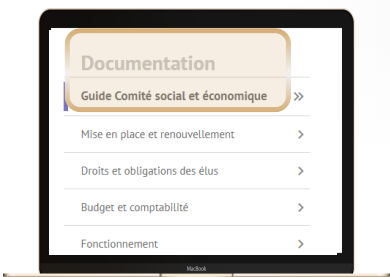 Documentation
Guide Comité social et économique
Mise en place et renouvellement
Droits et obligations des élus
Budget et comptabilité
Fonctionnement
MacBook